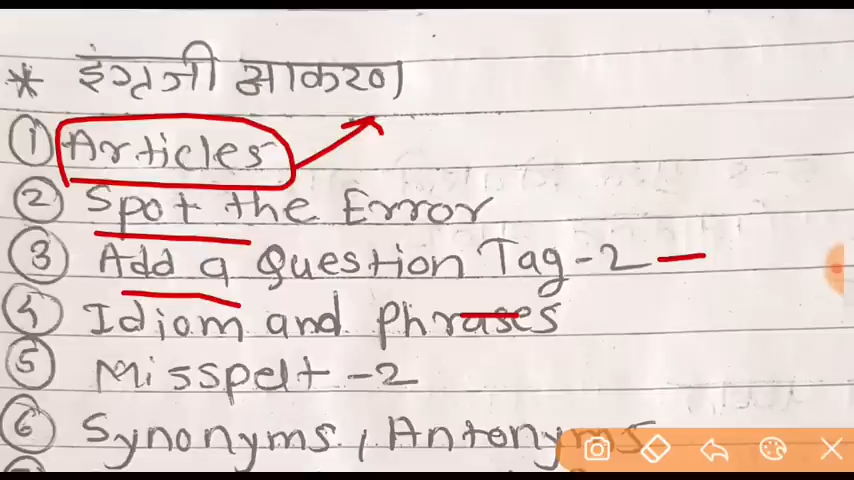 * इंग्रजी व्याकरण
① Articles
② Spot the Error
③ Add a Question Tag-2
④ Idiom and Phrases
⑤ Misspelt -2
⑥ Synonyms, Antonyms